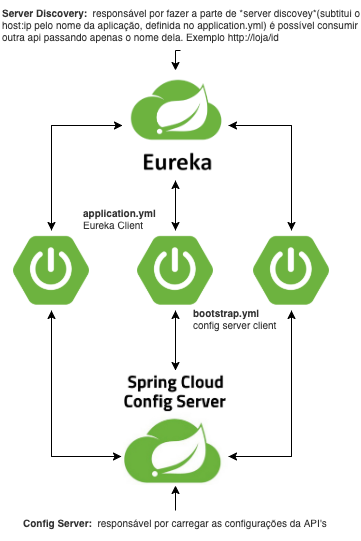 Server Discovery: responsável por fazer a parte de "server discovey"(subtitui o
host:ip pelo nome da aplicação, definida no application.yml) é possível consumir
outra api passando apenas o nome dela. Exemplo http://loja/id
Eureka
application.yml
Eureka Client
bootstrap.yml
config server client
Spring Cloud
Config Server
Config Server: responsável por carregar as configurações da API's